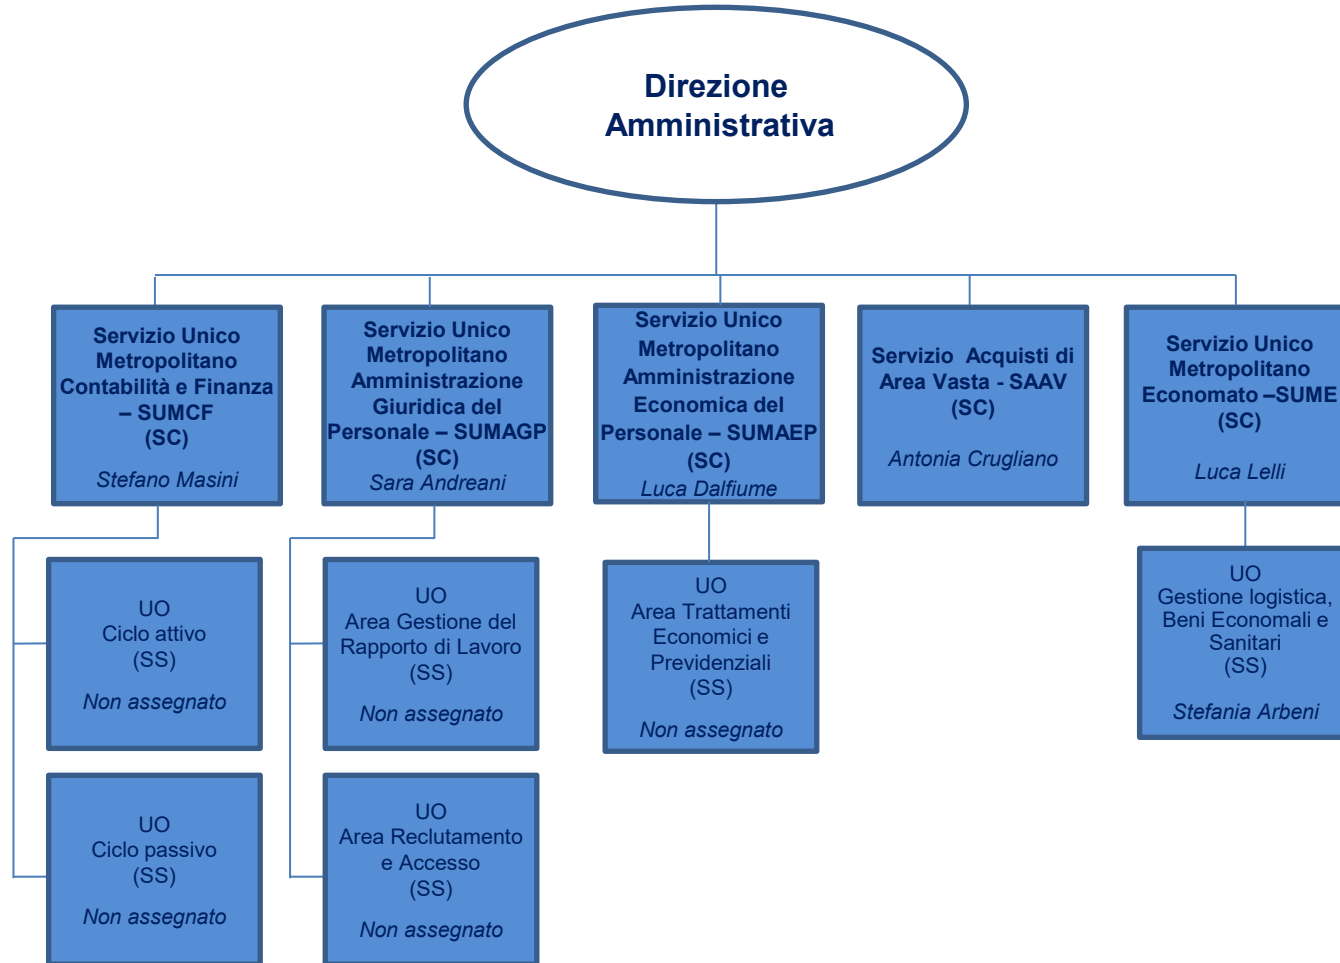 Direzione
Amministrativa
Servizio Unico
Metropolitano
Contabilità e Finanza
– SUMCF
(SC)
Stefano Masini
Servizio Unico
Metropolitano
Amministrazione
Giuridica del
Personale – SUMAGP
(SC)
Sara Andreani
Servizio Unico
Metropolitano
Amministrazione
Economica del
Personale – SUMAEP
(SC)
Luca Dalfiume
Servizio Acquisti di
Area Vasta - SAAV
(SC)
Antonia Crugliano
Servizio Unico
Metropolitano
Economato –SUME
(SC)
Luca Lelli
UO
Ciclo attivo
(SS)
Non assegnato
UO
Area Gestione del
Rapporto di Lavoro
(SS)
Non assegnato
UO
Area Trattamenti
Economici e
Previdenziali
(SS)
Non assegnato
UO
Gestione logistica,
Beni Economali e
Sanitari
(SS)
Stefania Arbeni
UO
Ciclo passivo
(SS)
Non assegnato
UO
Area Reclutamento
e Accesso
(SS)
Non assegnato